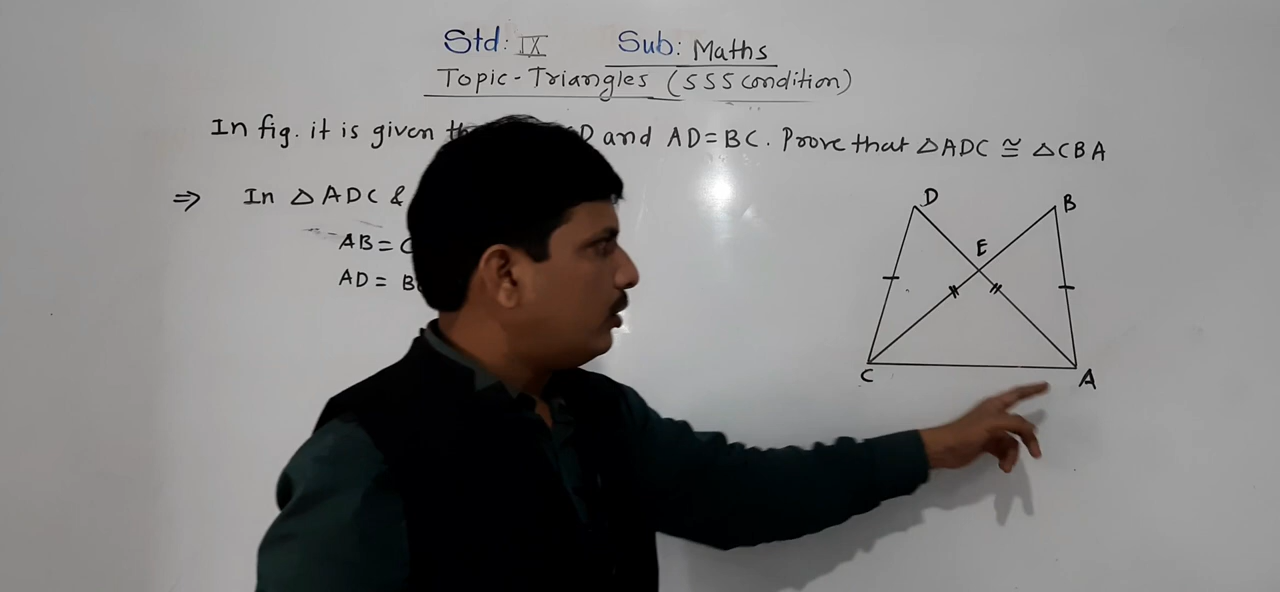 Std: IX Sub: Maths
Topic - Triangles (SSS condition)
In fig. it is given D and AD = BC. Prove that △ADC ≅ △CBA
⇒ In △ADC &
AB =
AD = B
D
B
E
C
A